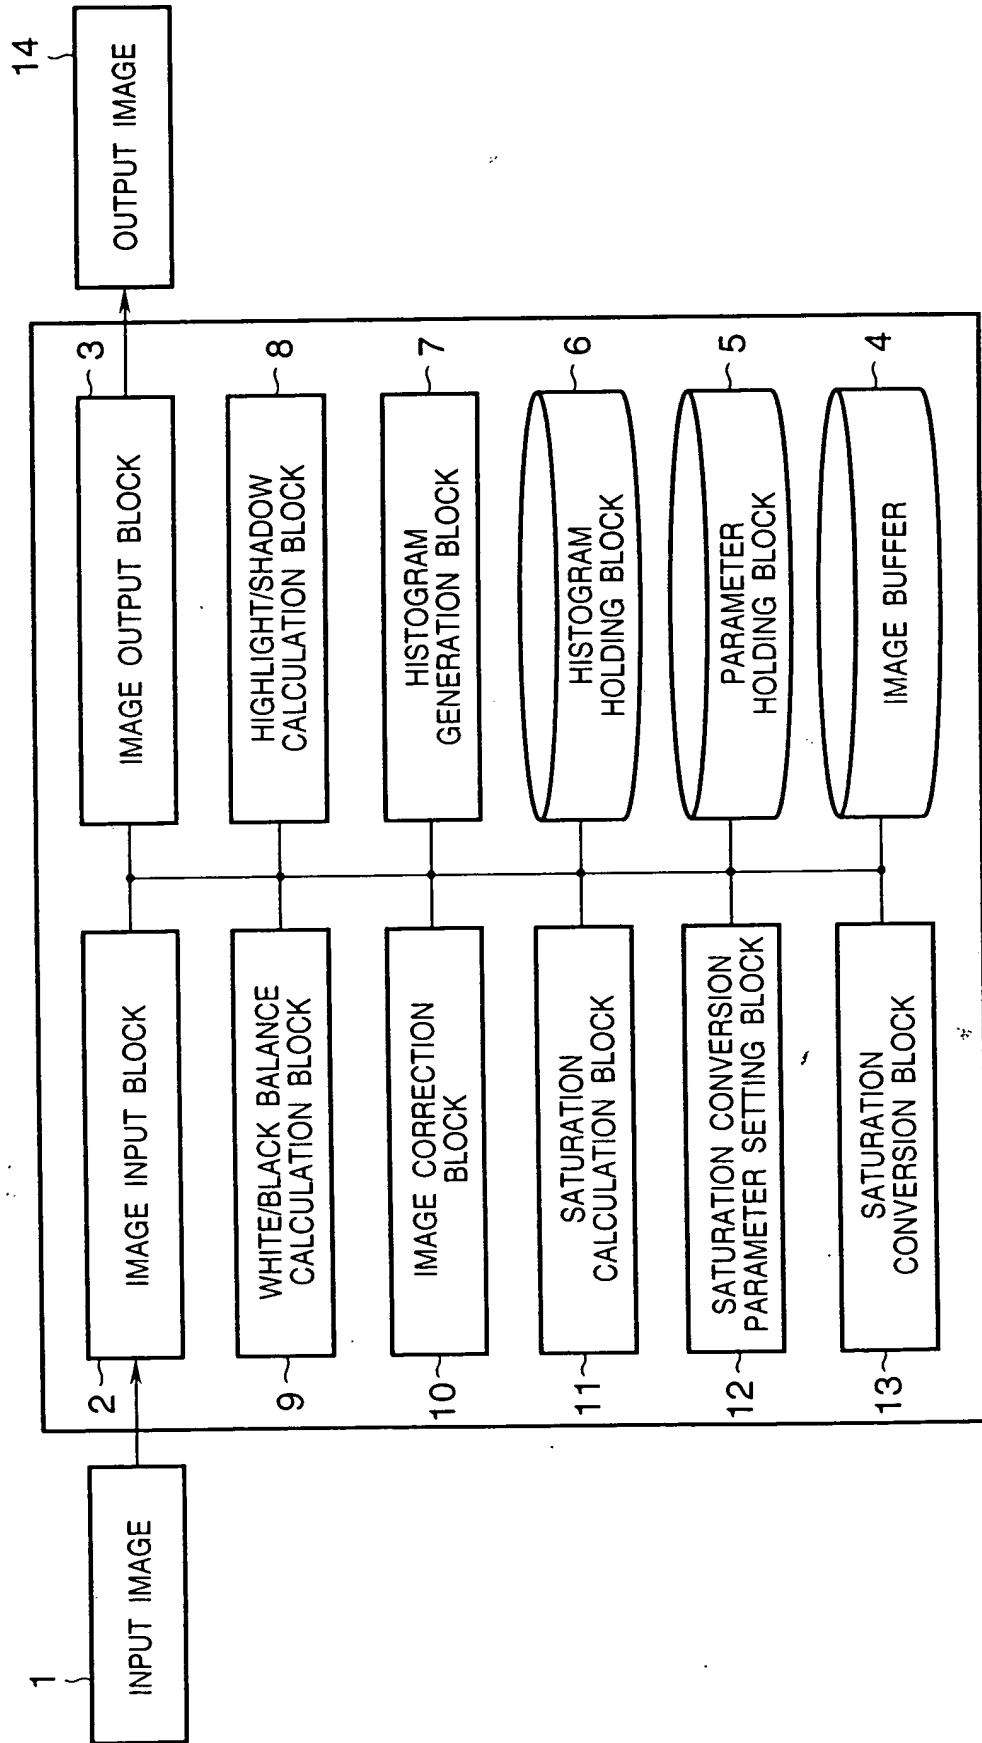 1
INPUT IMAGE
2
IMAGE INPUT BLOCK
9
WHITE/BLACK BALANCE
CALCULATION BLOCK
10
IMAGE CORRECTION
BLOCK
11
SATURATION
CALCULATION BLOCK
12
SATURATION CONVERSION
PARAMETER SETTING BLOCK
13
SATURATION
CONVERSION BLOCK
3
IMAGE OUTPUT BLOCK
8
HIGHLIGHT/SHADOW
CALCULATION BLOCK
7
HISTOGRAM
GENERATION BLOCK
6
HISTOGRAM
HOLDING BLOCK
5
PARAMETER
HOLDING BLOCK
4
IMAGE BUFFER
14
OUTPUT IMAGE